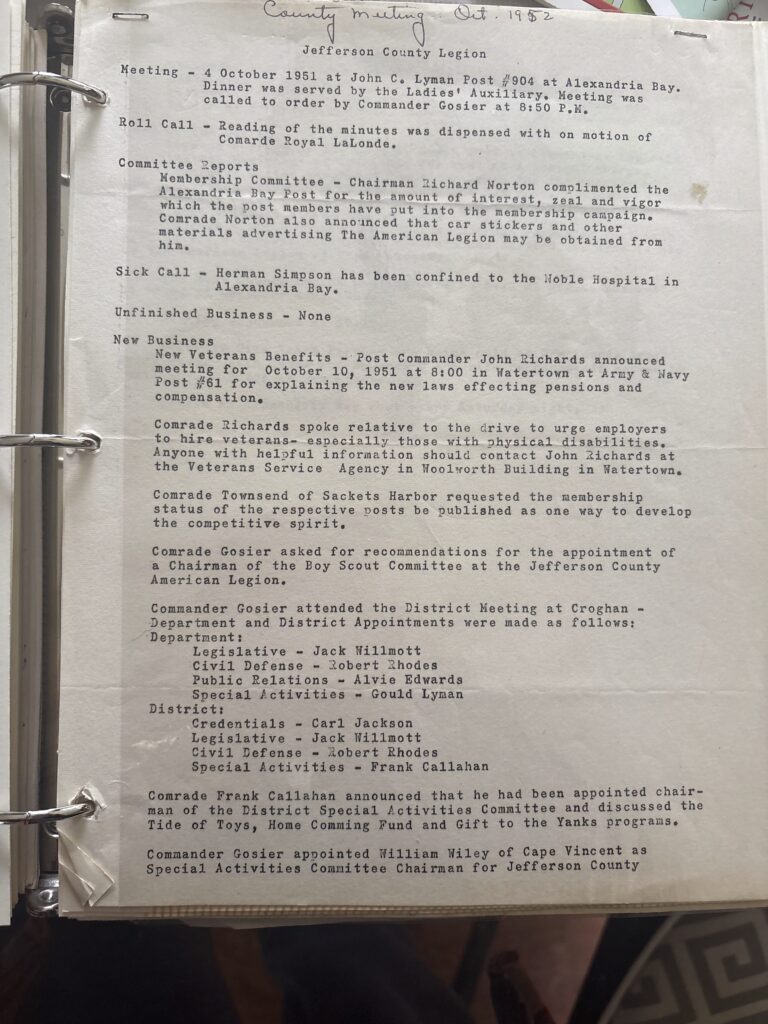 County Meeting. Oct. 1952
Jefferson County Legion
Meeting - 4 October 1951 at John C. Lyman Post #904 at Alexandria Bay.
Dinner was served by the Ladies' Auxiliary. Meeting was
called to order by Commander Gosier at 8:50 P.M.
Roll Call - Reading of the minutes was dispensed with on motion of
Comarde Royal LaLonde.
Committee Reports
Membership Committee - Chairman Richard Norton complimented the
Alexandria Bay Post for the amount of interest, zeal and vigor
which the post members have put into the membership campaign.
Comrade Norton also announced that car stickers and other
materials advertising The American Legion may be obtained from
him.
Sick Call - Herman Simpson has been confined to the Noble Hospital in
Alexandria Bay.
Unfinished Business - None
New Business
New Veterans Benefits - Post Commander John Richards announced
meeting for October 10, 1951 at 8:00 in Watertown at Army & Navy
Post #61 for explaining the new laws effecting pensions and
compensation.
Comrade Richards spoke relative to the drive to urge employers
to hire veterans- especially those with physical disabilities.
Anyone with helpful information should contact John Richards at
the Veterans Service Agency in Woolworth Building in Watertown.
Comrade Townsend of Sackets Harbor requested the membership
status of the respective posts be published as one way to develop
the competitive spirit.
Comrade Gosier asked for recommendations for the appointment of
a Chairman of the Boy Scout Committee at the Jefferson County
American Legion.
Commander Gosier attended the District Meeting at Croghan -
Department and District Appointments were made as follows:
Department:
Legislative - Jack Willmott
Civil Defense - Robert Rhodes
Public Relations - Alvie Edwards
Special Activities - Gould Lyman
District:
Credentials - Carl Jackson
Legislative - Jack Willmott
Civil Defense - Robert Rhodes
Special Activities - Frank Callahan
Comrade Frank Callahan announced that he had been appointed chair-
man of the District Special Activities Committee and discussed the
Tide of Toys, Home Comming Fund and Gift to the Yanks programs.
Commander Gosier appointed William Wiley of Cape Vincent as
Special Activities Committee Chairman for Jefferson County